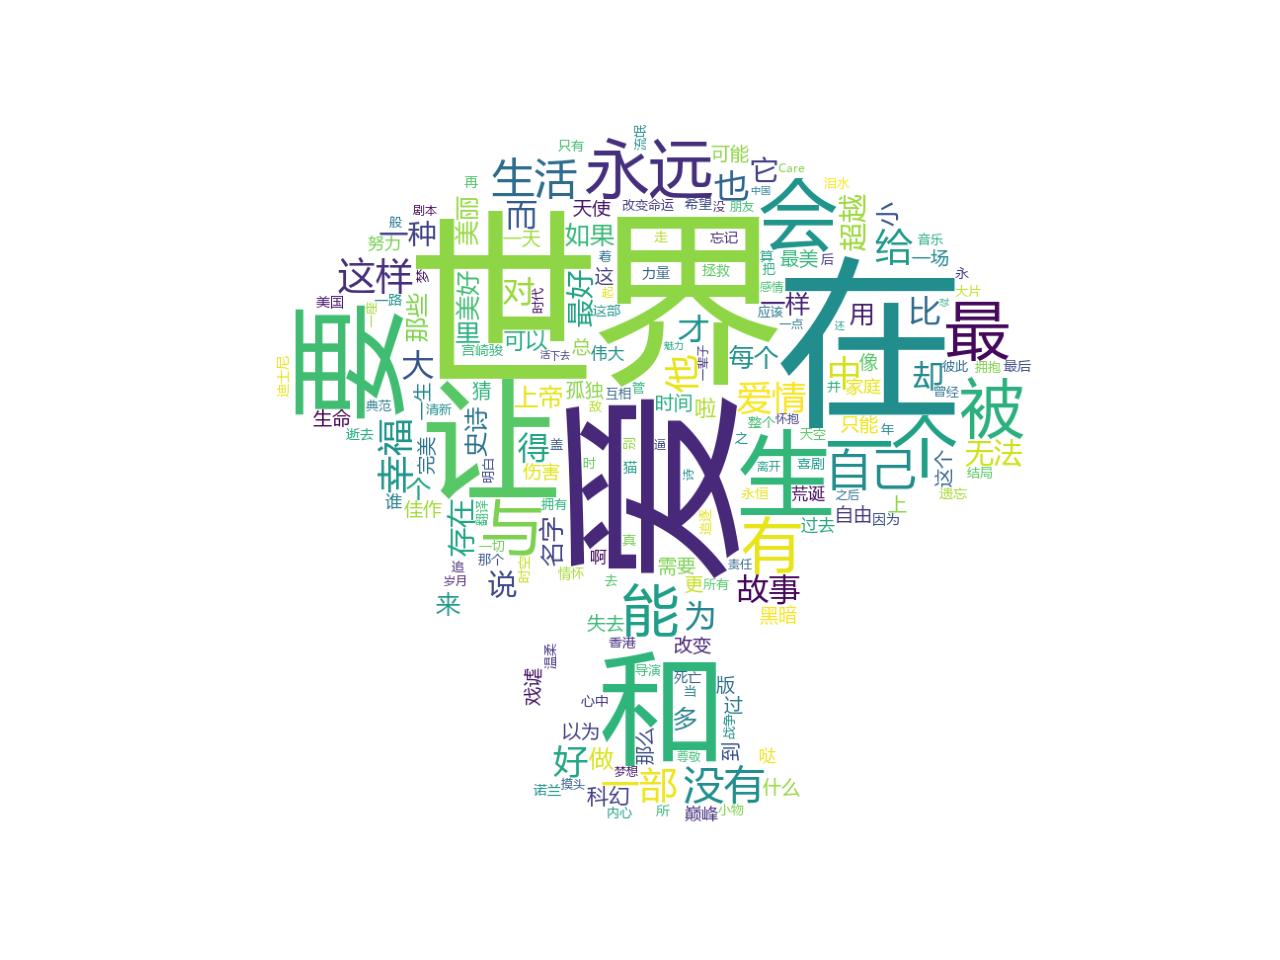 只有
可能
生活
永远
也
它
Care
泪水
中国
再
剧本
般
一种
努力
美丽
而
天使
改变命运
希望
没
朋友
会
超越
小
一天
如果
走
忘记
算
最美
后
给
音乐
一场
这样
梦
世界
着
这
力量
拯救
把
感情
永
大片
美国
一路
那些
里
美好
对
时代
最好
起
这部
一样
应该
一点
用
比
最
在
还
一座
要
可以
总
才
宫崎骏
活下去
伟大
魅力
一辈子
每个
中
像
却
彼此
拥抱
最后
迪士尼
大
他
并
家庭
曾经
生命
典范
一生
清新
猜
让
上帝
孤独
互相
管
敌
时间
啦
爱情
整个
怀抱
只能
年
被
逝去
幸福
完美
史诗
明白
得
盖
爱
司
逼
之
天空
一个
无法
伤害
时
猫
生
离开
喜剧
自己
这个
结局
谁
个
佳作
翻译
拥有
诗
永恒
荒诞
之后
上
遗忘
存在
与
名字
追逐
有
过去
自由
因为
一切
那个
啊
真
追
岁月
说
时空
情怀
去
需要
更
所有
责任
故事
来
失去
能
为
黑暗
香港
改变
温柔
戏谑
导演
死亡
当
版
心中
和
多
过
以为
那么
战争
到
好
做
尊敬
哒
诺兰
摸头
梦想
一部
没有
什么
科幻
内心
所
巅峰
小物